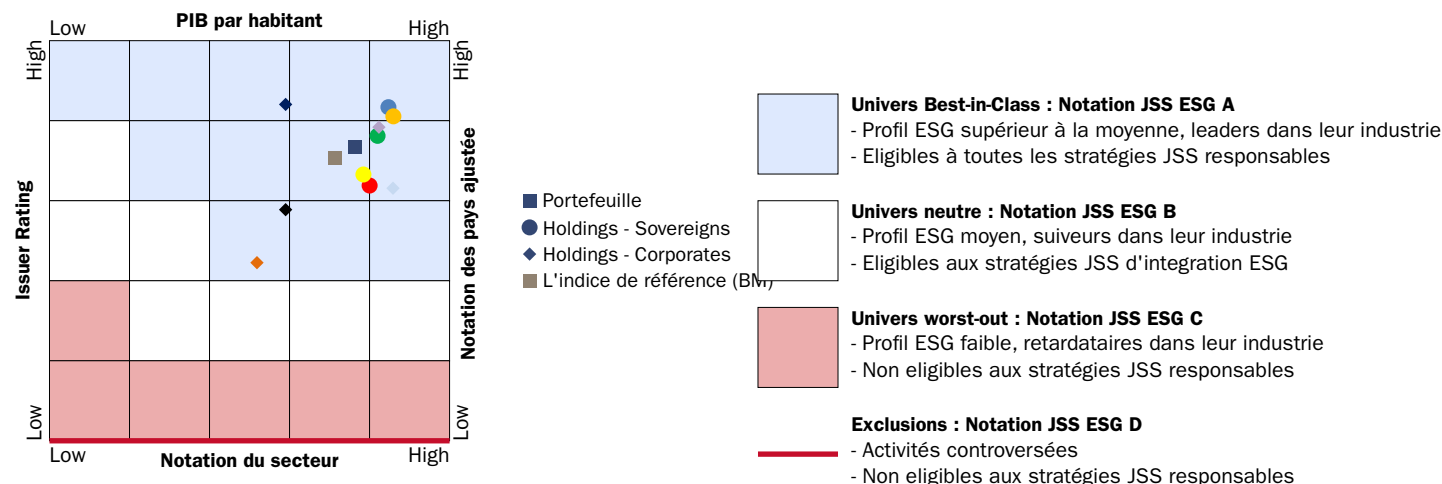 PIB par habitant
Low
High
High
High
Issuer Rating
Notation des pays ajustée
Low
Low
Low
High
Notation du secteur
Portefeuille
Holdings - Sovereigns
Holdings - Corporates
L'indice de référence (BM)
Univers Best-in-Class : Notation JSS ESG A
- Profil ESG supérieur à la moyenne, leaders dans leur industrie
- Eligibles à toutes les stratégies JSS responsables
Univers neutre : Notation JSS ESG B
- Profil ESG moyen, suiveurs dans leur industrie
- Eligibles aux stratégies JSS d'integration ESG
Univers worst-out : Notation JSS ESG C
- Profil ESG faible, retardataires dans leur industrie
- Non eligibles aux stratégies JSS responsables
Exclusions : Notation JSS ESG D
- Activités controversées
- Non eligibles aux stratégies JSS responsables